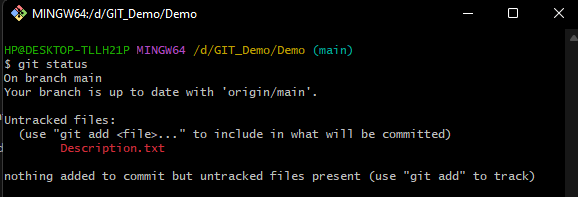 MINGW64:/d/GIT_Demo/Demo
HP@DESKTOP-TLLH21P MINGW64 /d/GIT_Demo/Demo (main)
$ git status
On branch main
Your branch is up to date with 'origin/main'.
Untracked files:
(use "git add <file>..." to include in what will be committed)
Description.txt
nothing added to commit but untracked files present (use "git add" to track)